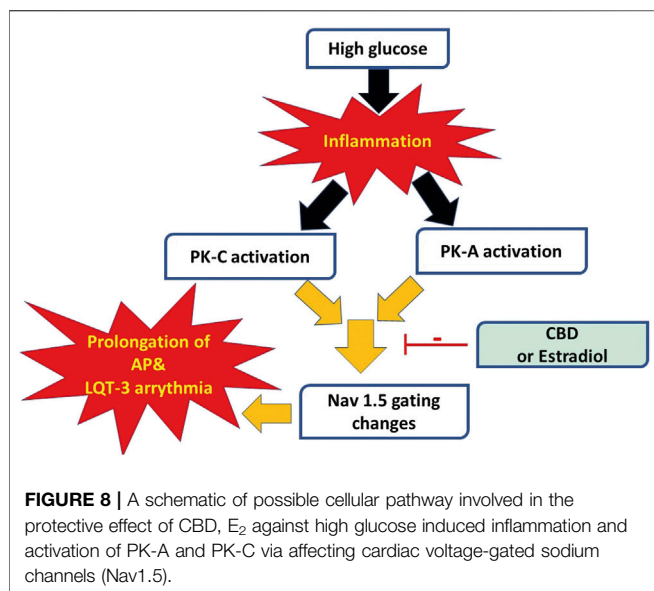 High glucose
Inflammation
PK-C activation
PK-A activation
Prolongation of
AP&
LQT-3 arrythmia
-
CBD
or Estradiol
Nav 1.5 gating
changes
FIGURE 8 | A schematic of possible cellular pathway involved in the
protective effect of CBD, E₂ against high glucose induced inflammation and
activation of PK-A and PK-C via affecting cardiac voltage-gated sodium
channels (Nav1.5).